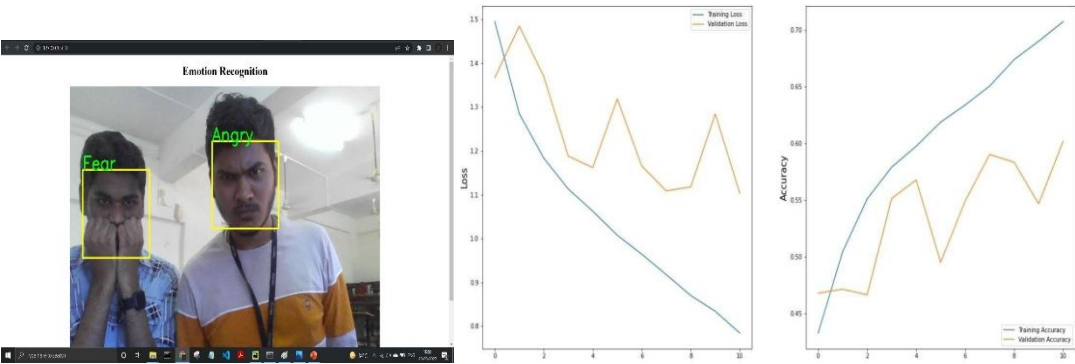 Emotion Recognition
Fear
Angry
Training Loss
Validation Loss
Loss
1.5
1.4
1.3
1.2
1.1
1.0
0.9
0.8
0
2
4
6
8
10
Accuracy
0.70
0.65
0.60
0.55
0.50
0.45
0
2
4
6
8
10
Training Accuracy
Validation Accuracy